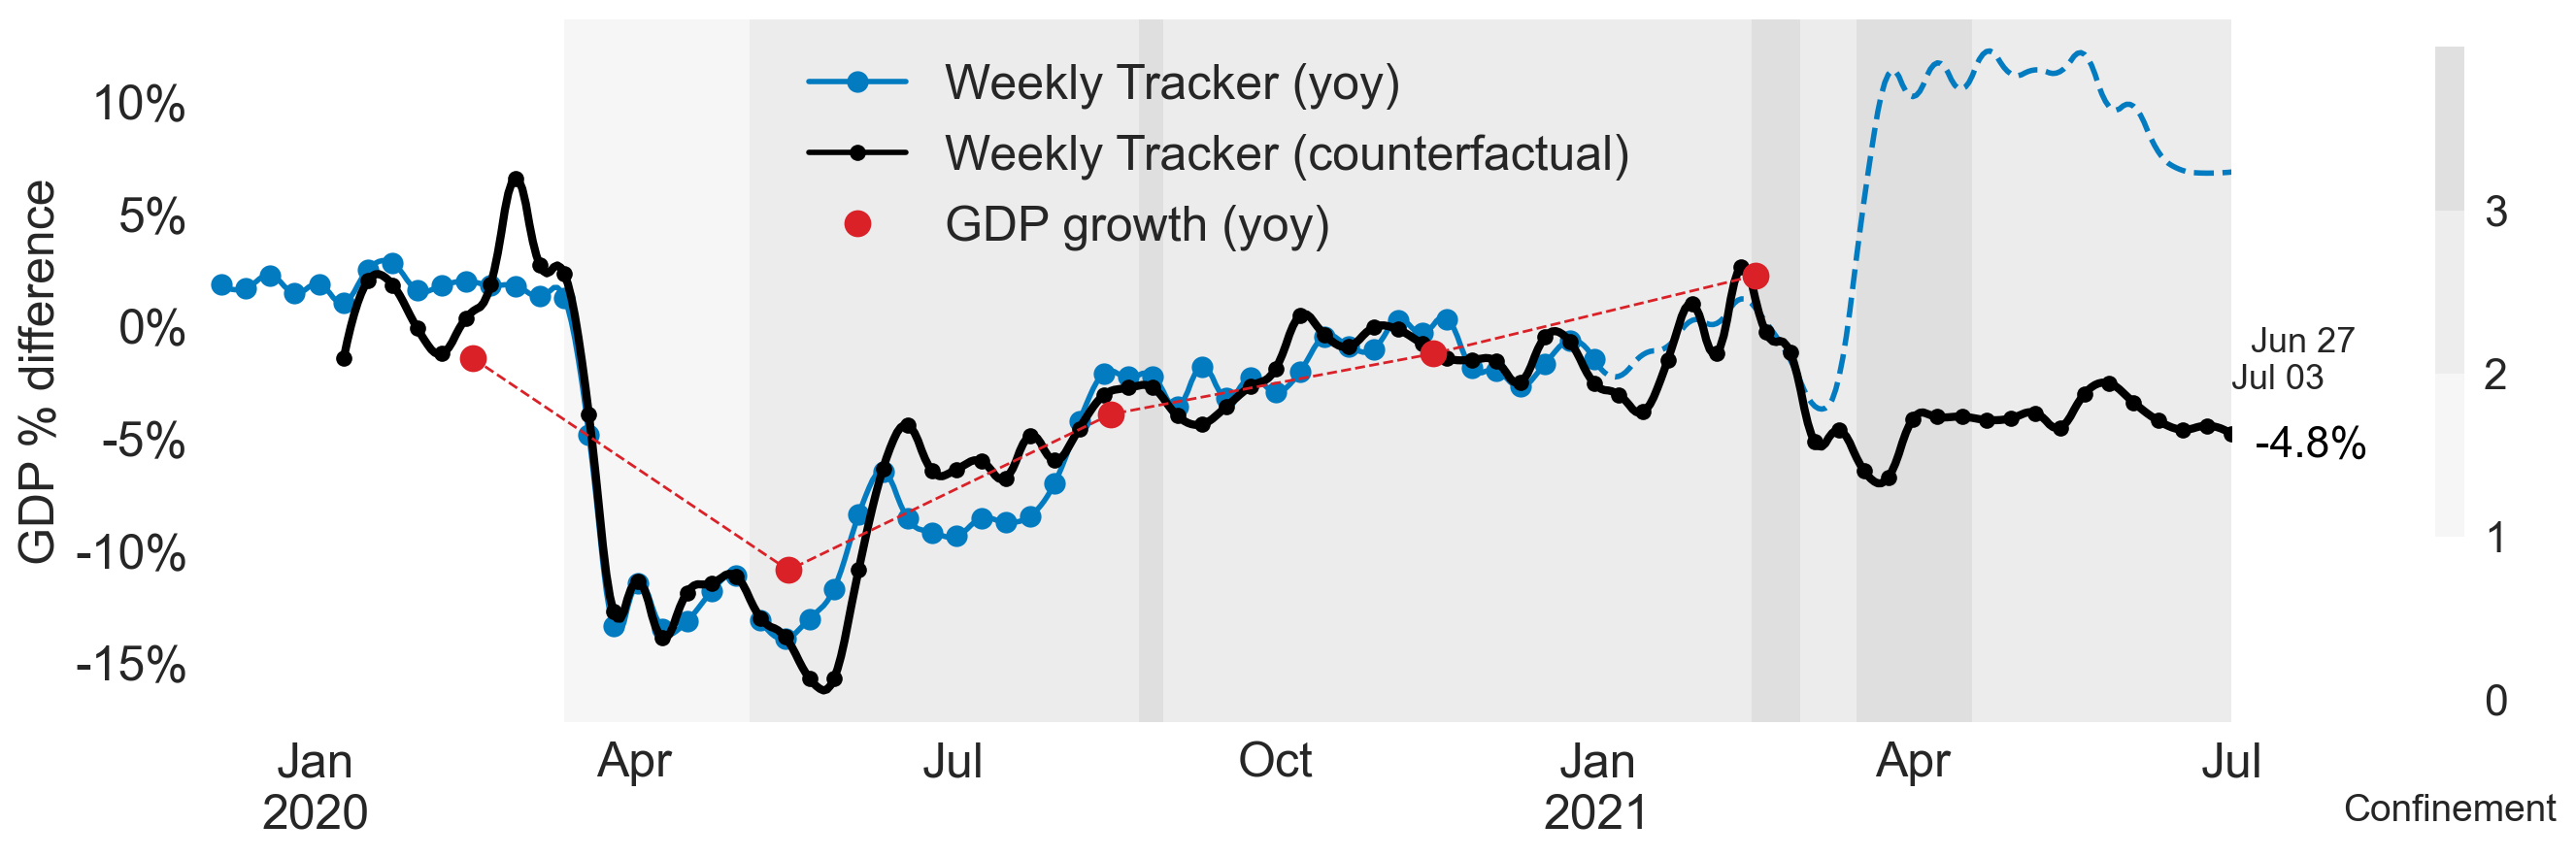 Weekly Tracker (yoy)
Weekly Tracker (counterfactual)
GDP growth (yoy)
GDP % difference
10%
5%
0%
-5%
-10%
-15%
Jun 27
Jul 03
-4.8%
3
2
1
0
Jan
2020
Apr
Jul
Oct
Jan
2021
Apr
Jul
Confinement